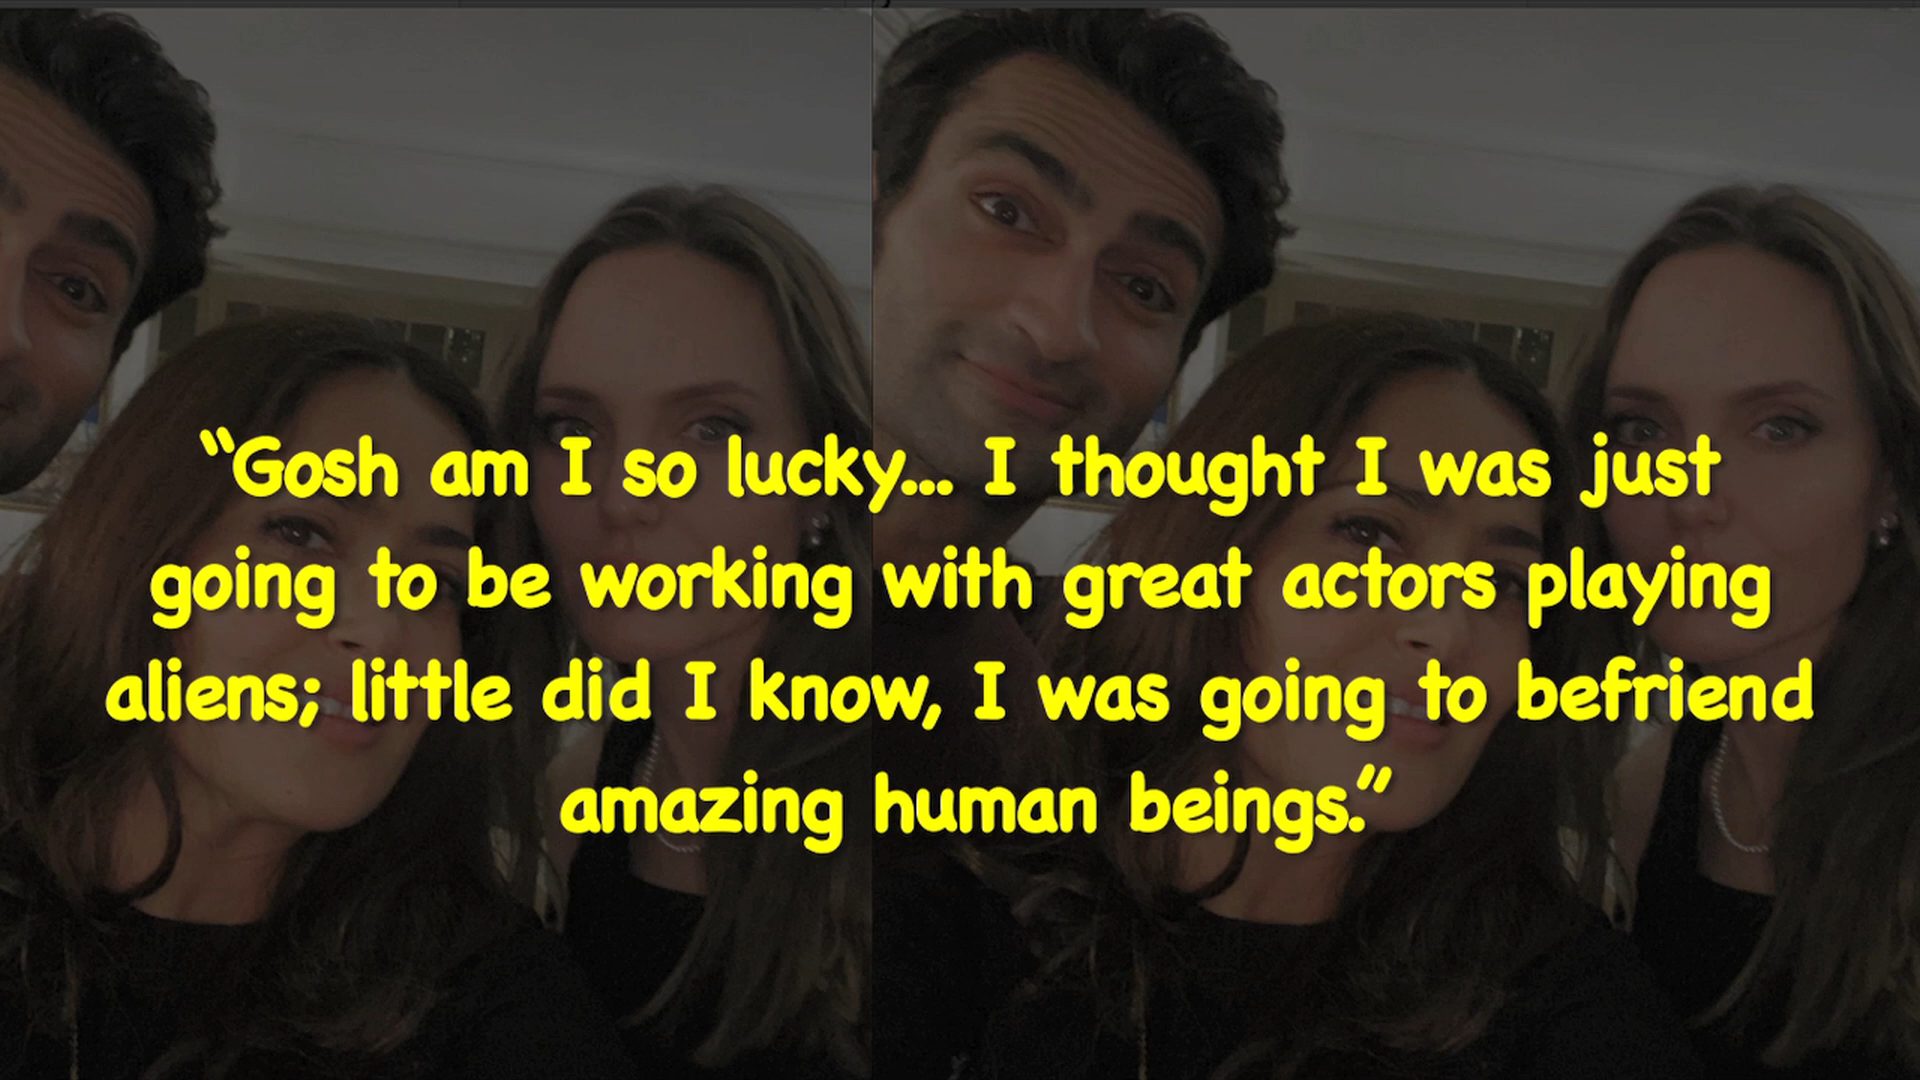 “Gosh am I so lucky... I thought I was just
going to be working with great actors playing
aliens; little did I know, I was going to befriend
amazing human beings.”